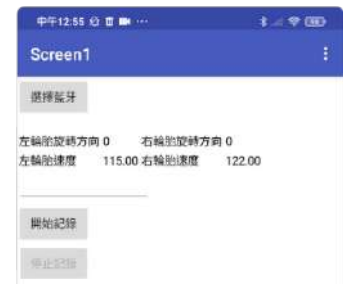 中午12:55
Screen1
選擇藍牙
左輪胎旋轉方向 0 右輪胎旋轉方向 0
左輪胎速度 115.00 右輪胎速度 122.00
開始記錄
停止記錄